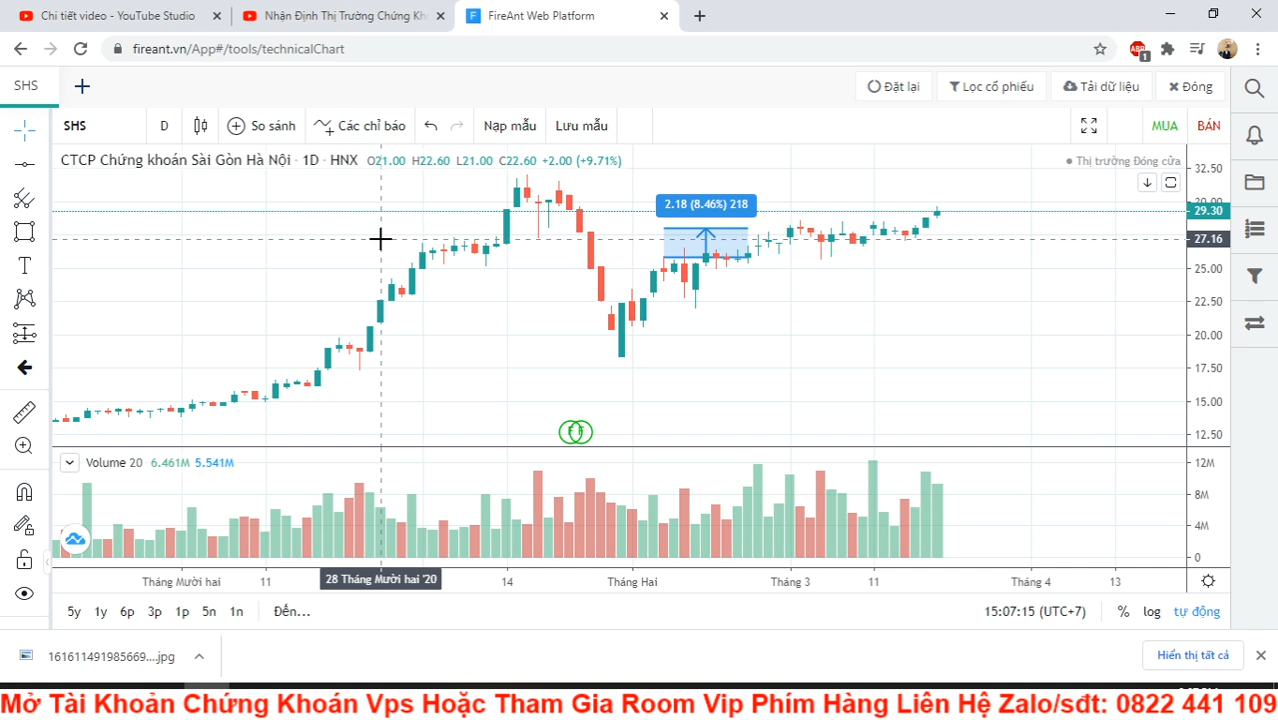 Chi tiết video - YouTube Studio
Nhận Định Thị Trường Chứng Kh
FireAnt Web Platform
fireant.vn/App#/tools/technicalChart
ABP
1
SHS
Đặt lại
Lọc cổ phiếu
Tải dữ liệu
Đóng
SHS
D
So sánh
Các chỉ báo
Nạp mẫu
Lưu mẫu
MUA
BÁN
CTCP Chứng khoán Sài Gòn Hà Nội · 1D · HNX O21.00 H22.60 L21.00 C22.60 +2.00 (+9.71%)
Thị trường Đóng cửa
32.50
2.18 (8.46%) 218
29.30
27.16
25.00
22.50
20.00
17.50
15.00
12.50
F F
Volume 20 6.461M 5.541M
12M
8M
4M
0
Tháng Mười hai
11
28 Tháng Mười hai '20
14
Tháng Hai
Tháng 3
11
Tháng 4
13
5y 1y 6p 3p 1p 5n 1n Đến...
15:07:15 (UTC+7)
% log tự động
161611491985669....jpg
Hiển thị tất cả
Mở Tài Khoản Chứng Khoán Vps Hoặc Tham Gia Room Vip Phím Hàng Liên Hệ Zalo/sđt: 0822 441 109